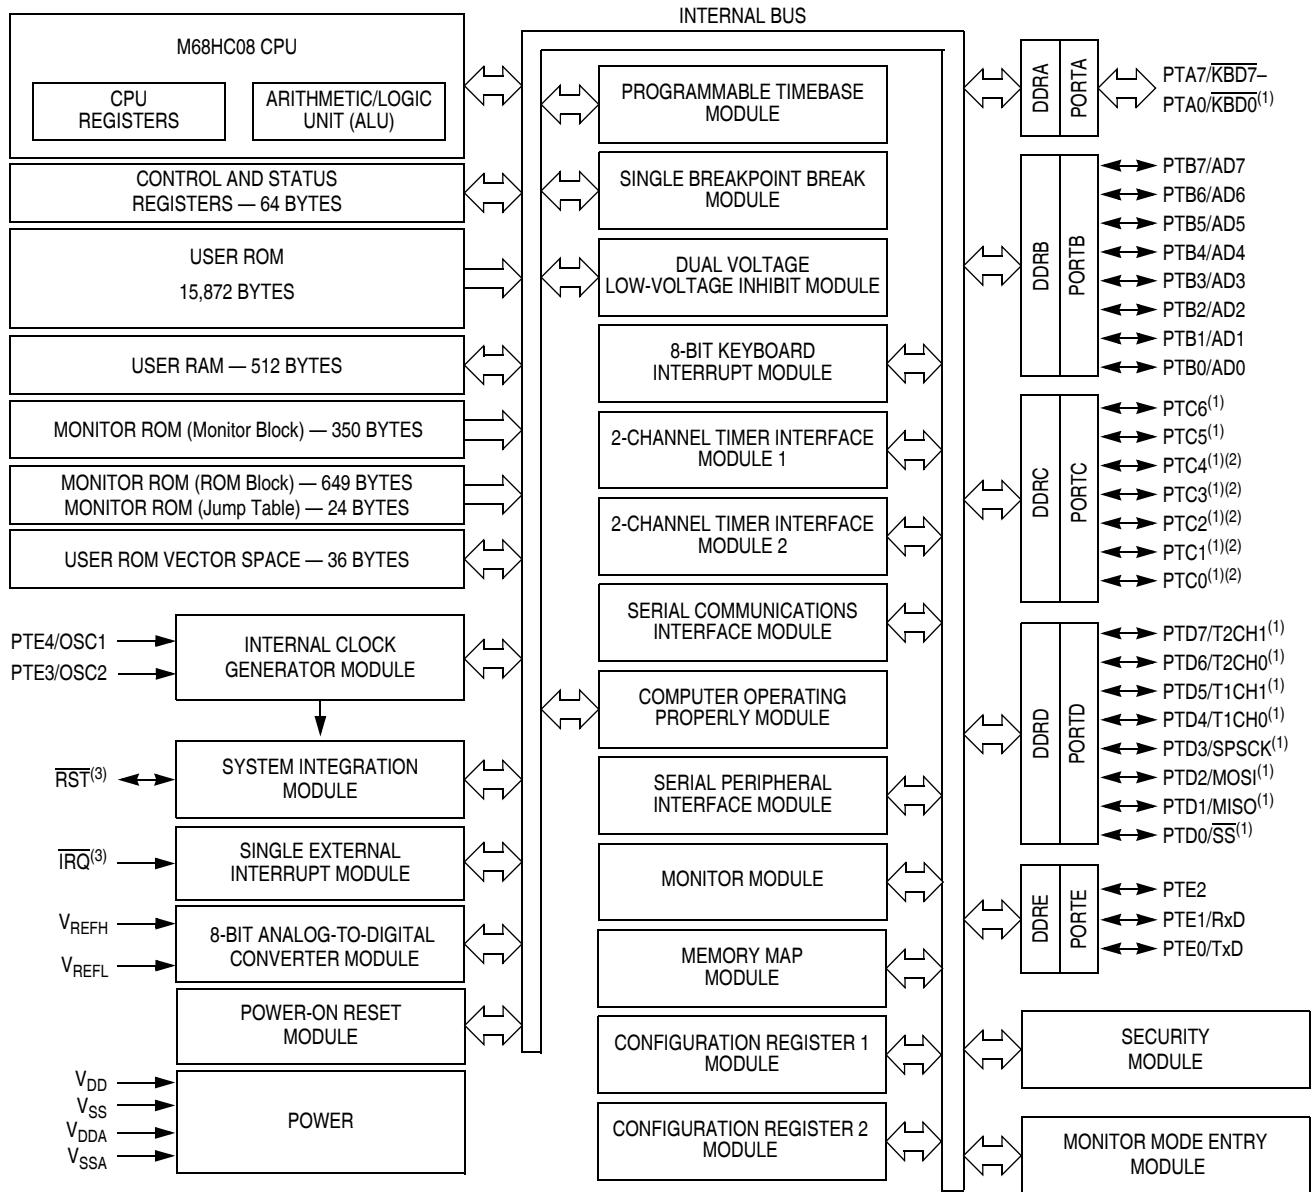 INTERNAL BUS
M68HC08 CPU
CPU
REGISTERS
ARITHMETIC/LOGIC
UNIT (ALU)
CONTROL AND STATUS
REGISTERS — 64 BYTES
USER ROM
15,872 BYTES
USER RAM — 512 BYTES
MONITOR ROM (Monitor Block) — 350 BYTES
MONITOR ROM (ROM Block) — 649 BYTES
MONITOR ROM (Jump Table) — 24 BYTES
USER ROM VECTOR SPACE — 36 BYTES
PTE4/OSC1
PTE3/OSC2
INTERNAL CLOCK
GENERATOR MODULE
RST(3)
SYSTEM INTEGRATION
MODULE
IRQ(3)
SINGLE EXTERNAL
INTERRUPT MODULE
VREFH
VREFL
8-BIT ANALOG-TO-DIGITAL
CONVERTER MODULE
POWER-ON RESET
MODULE
VDD
VSS
VDDA
VSSA
POWER
PROGRAMMABLE TIMEBASE
MODULE
SINGLE BREAKPOINT BREAK
MODULE
DUAL VOLTAGE
LOW-VOLTAGE INHIBIT MODULE
8-BIT KEYBOARD
INTERRUPT MODULE
2-CHANNEL TIMER INTERFACE
MODULE 1
2-CHANNEL TIMER INTERFACE
MODULE 2
SERIAL COMMUNICATIONS
INTERFACE MODULE
COMPUTER OPERATING
PROPERLY MODULE
SERIAL PERIPHERAL
INTERFACE MODULE
MONITOR MODULE
MEMORY MAP
MODULE
CONFIGURATION REGISTER 1
MODULE
CONFIGURATION REGISTER 2
MODULE
DDRA
PORTA
PTA7/KBD7–
PTA0/KBD0(1)
DDRB
PORTB
PTB7/AD7
PTB6/AD6
PTB5/AD5
PTB4/AD4
PTB3/AD3
PTB2/AD2
PTB1/AD1
PTB0/AD0
DDRC
PORTC
PTC6(1)
PTC5(1)
PTC4(1)(2)
PTC3(1)(2)
PTC2(1)(2)
PTC1(1)(2)
PTC0(1)(2)
DDRD
PORTD
PTD7/T2CH1(1)
PTD6/T2CH0(1)
PTD5/T1CH1(1)
PTD4/T1CH0(1)
PTD3/SPSCK(1)
PTD2/MOSI(1)
PTD1/MISO(1)
PTD0/SS(1)
DDRE
PORTE
PTE2
PTE1/RxD
PTE0/TxD
SECURITY
MODULE
MONITOR MODE ENTRY
MODULE